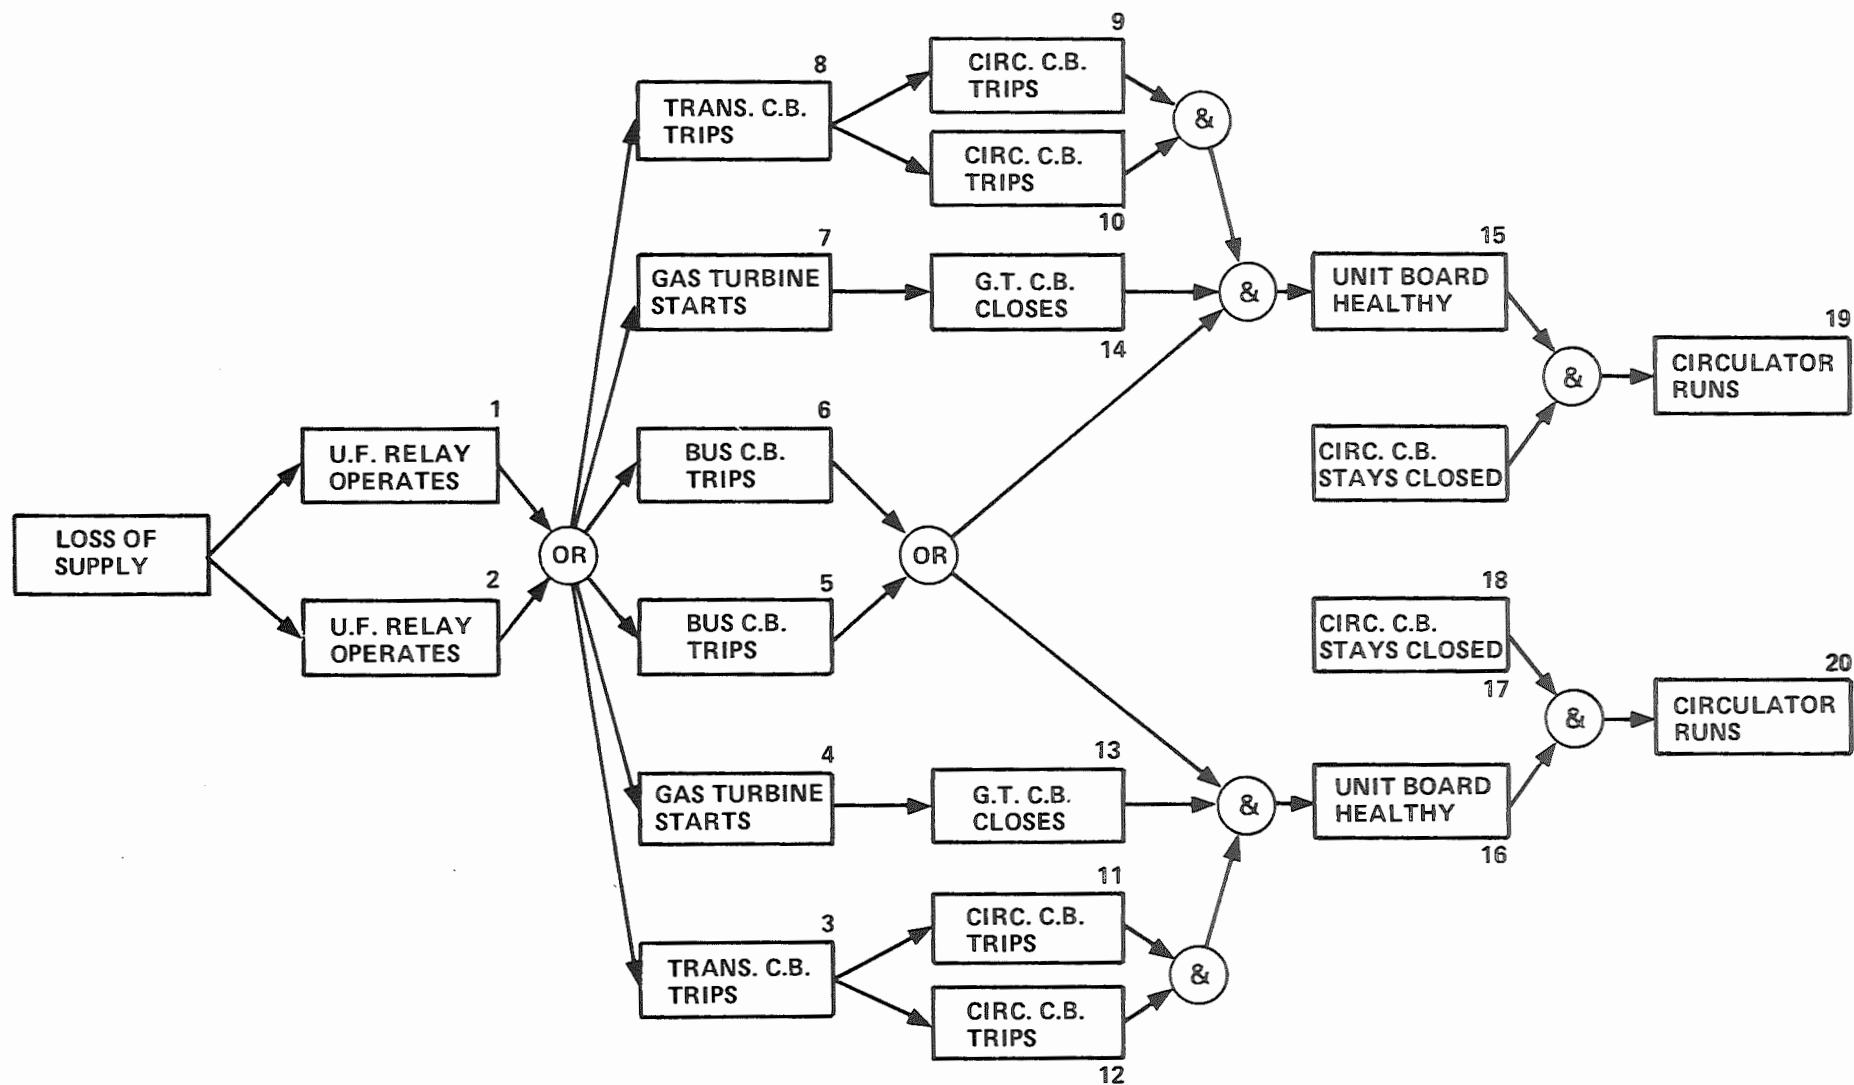 9
CIRC. C.B.
TRIPS
8
TRANS. C.B.
TRIPS
&
CIRC. C.B.
TRIPS
10
7
GAS TURBINE
STARTS
G.T. C.B.
CLOSES
14
&
15
UNIT BOARD
HEALTHY
19
CIRCULATOR
RUNS
&
1
U.F. RELAY
OPERATES
6
BUS C.B.
TRIPS
CIRC. C.B.
STAYS CLOSED
LOSS OF
SUPPLY
OR
OR
2
U.F. RELAY
OPERATES
5
BUS C.B.
TRIPS
18
CIRC. C.B.
STAYS CLOSED
17
20
CIRCULATOR
RUNS
&
4
GAS TURBINE
STARTS
13
G.T. C.B.
CLOSES
&
UNIT BOARD
HEALTHY
16
11
CIRC. C.B.
TRIPS
3
TRANS. C.B.
TRIPS
&
CIRC. C.B.
TRIPS
12